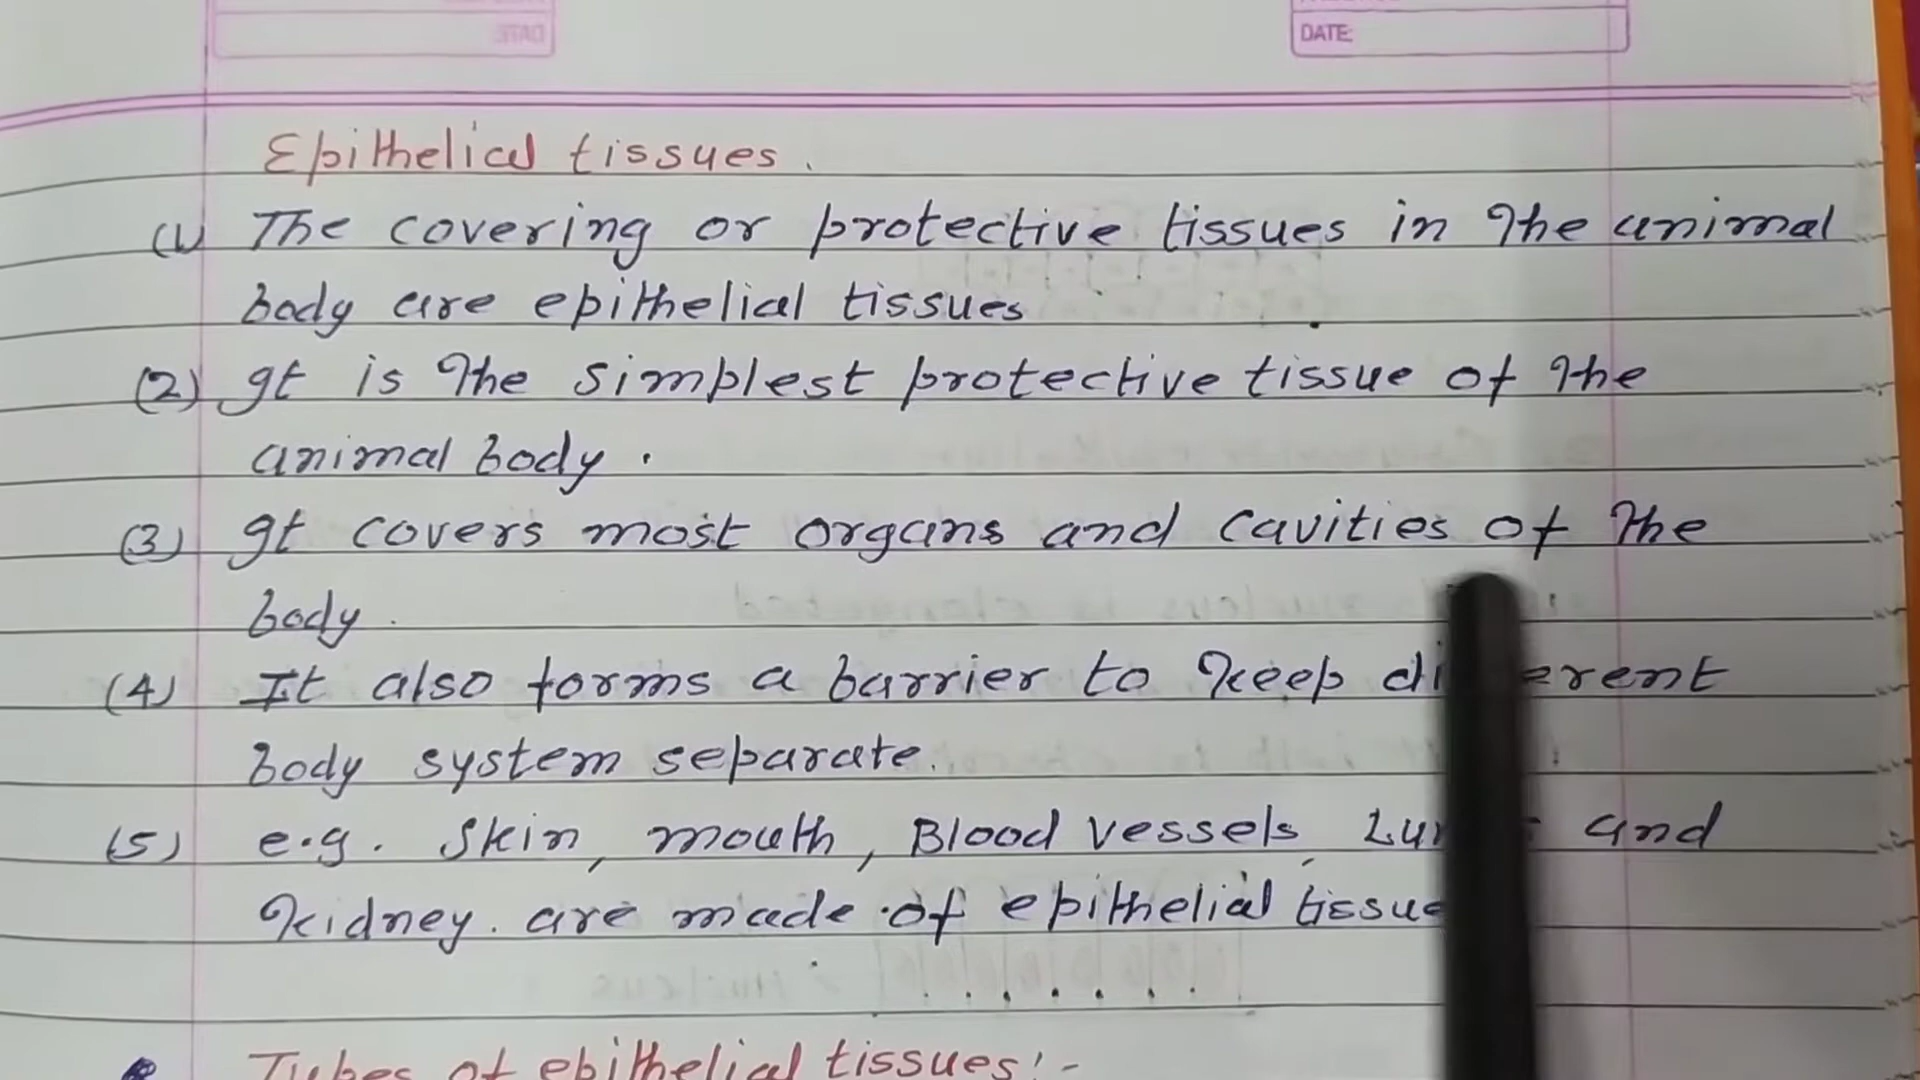 DATE:
Epithelial tissues.
(1) The covering or protective tissues in the animal
body are epithelial tissues.
(2) It is the simplest protective tissue of the
animal body.
(3) It covers most organs and cavities of the
body.
(4) It also forms a barrier to keep different
body system separate.
(5) e.g. Skin, mouth, Blood vessels, and
kidney. are made of epithelial tissue
Types of epithelial tissues:-